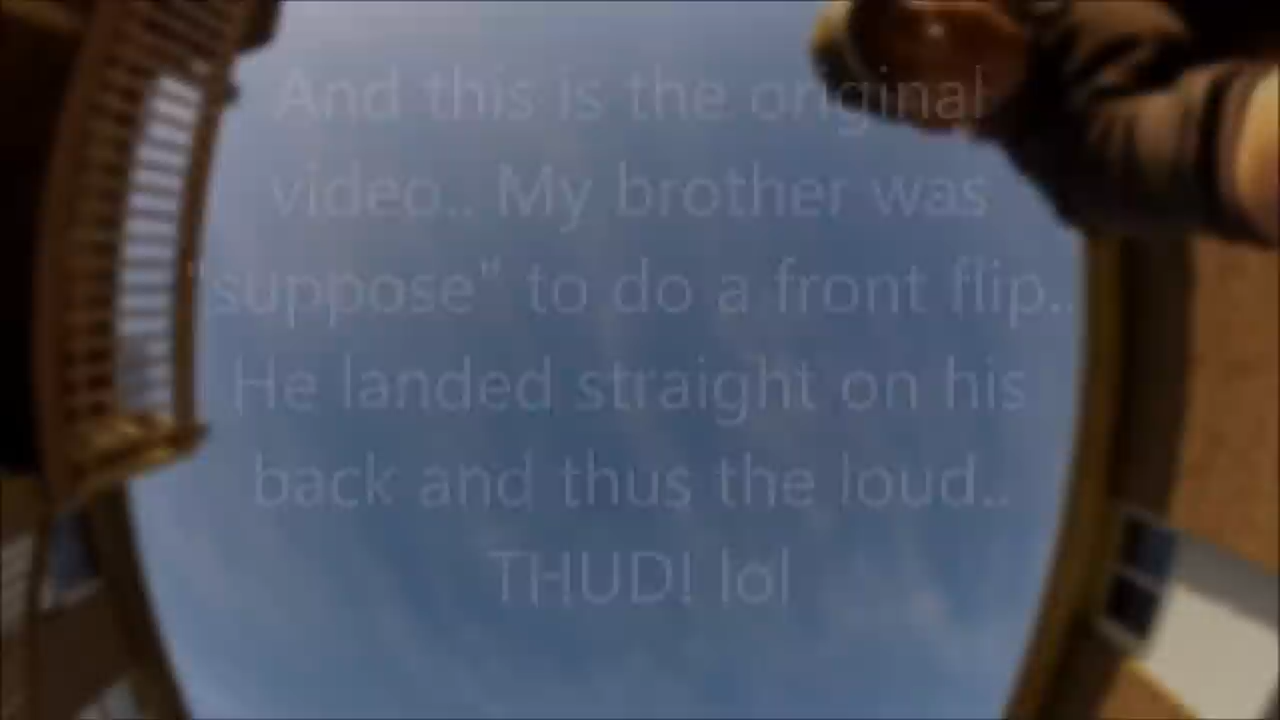 And this is the original
video.. My brother was
"suppose" to do a front flip..
He landed straight on his
back and thus the loud..
THUD! lol